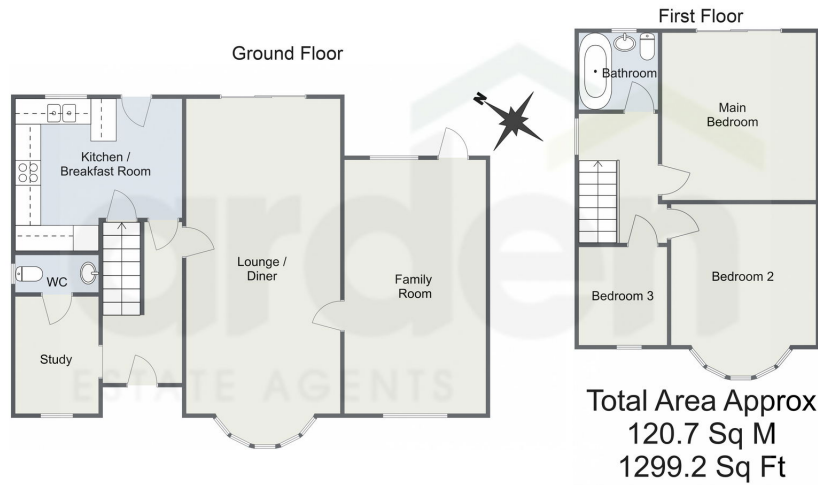 First Floor
Ground Floor
Bathroom
Main
Bedroom
Kitchen /
Breakfast Room
N
WC
Lounge /
Diner
Family
Room
Study
Bedroom 3
Bedroom 2
arden
ESTATE AGENTS
Total Area Approx
120.7 Sq M
1299.2 Sq Ft